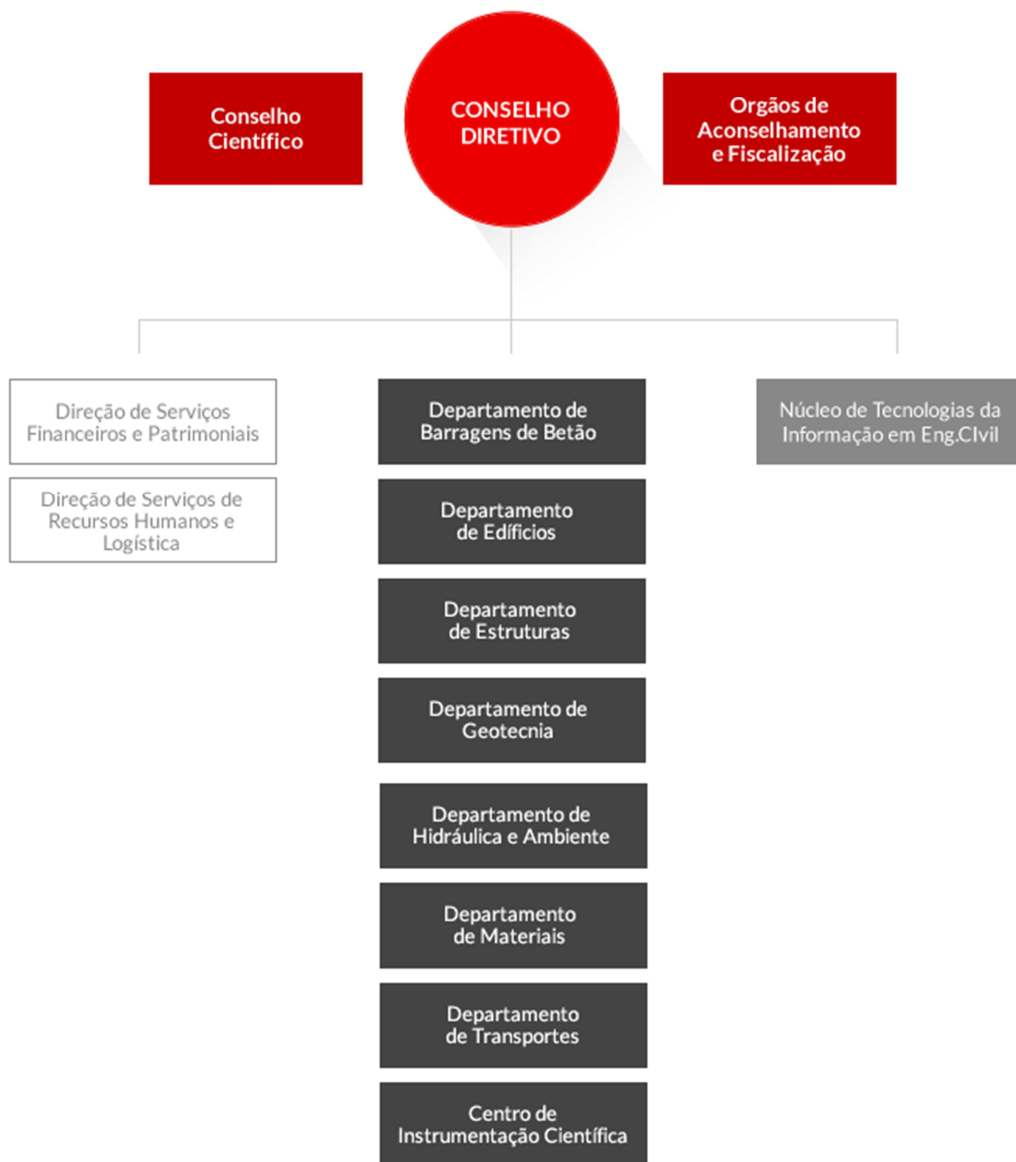 Conselho
Científico
CONSELHO
DIRETIVO
Orgãos de
Aconselhamento
e Fiscalização
Direção de Serviços
Financeiros e Patrimoniais
Direção de Serviços de
Recursos Humanos e
Logística
Departamento de
Barragens de Betão
Departamento
de Edíficios
Departamento
de Estruturas
Departamento de
Geotecnia
Departamento de
Hidráulica e Ambiente
Departamento
de Materiais
Departamento
de Transportes
Centro de
Instrumentação Científica
Núcleo de Tecnologias da
Informação em Eng.CIvil